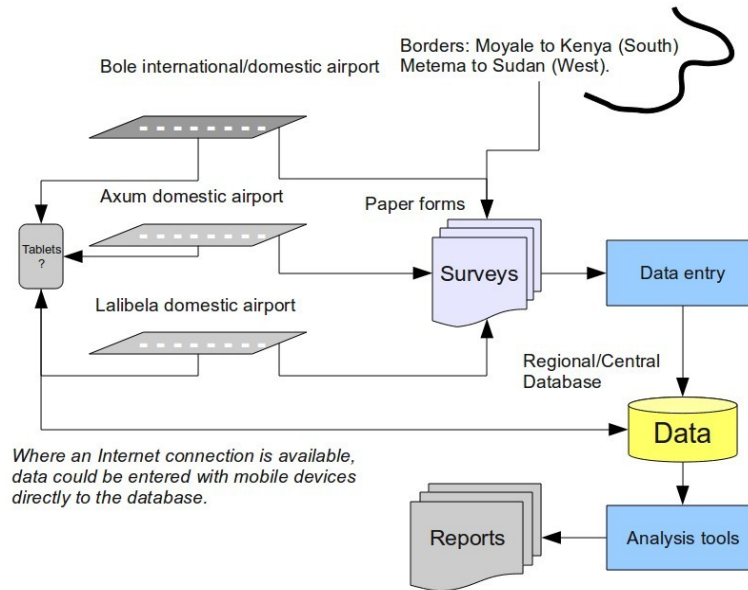 Borders: Moyale to Kenya (South)
Metema to Sudan (West).
Bole international/domestic airport
Axum domestic airport
Paper forms
Tablets
?
Surveys
Data entry
Lalibela domestic airport
Regional/Central
Database
Data
Where an Internet connection is available,
data could be entered with mobile devices
directly to the database.
Reports
Analysis tools